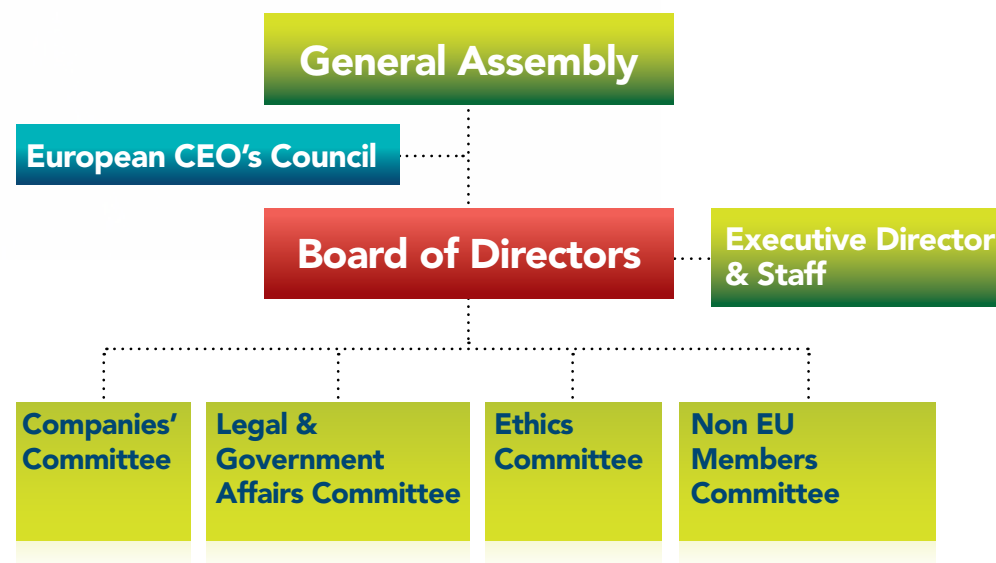 General Assembly
European CEO’s Council
Board of Directors
Executive Director
& Staff
Companies’
Committee
Legal &
Government
Affairs Committee
Ethics
Committee
Non EU
Members
Committee